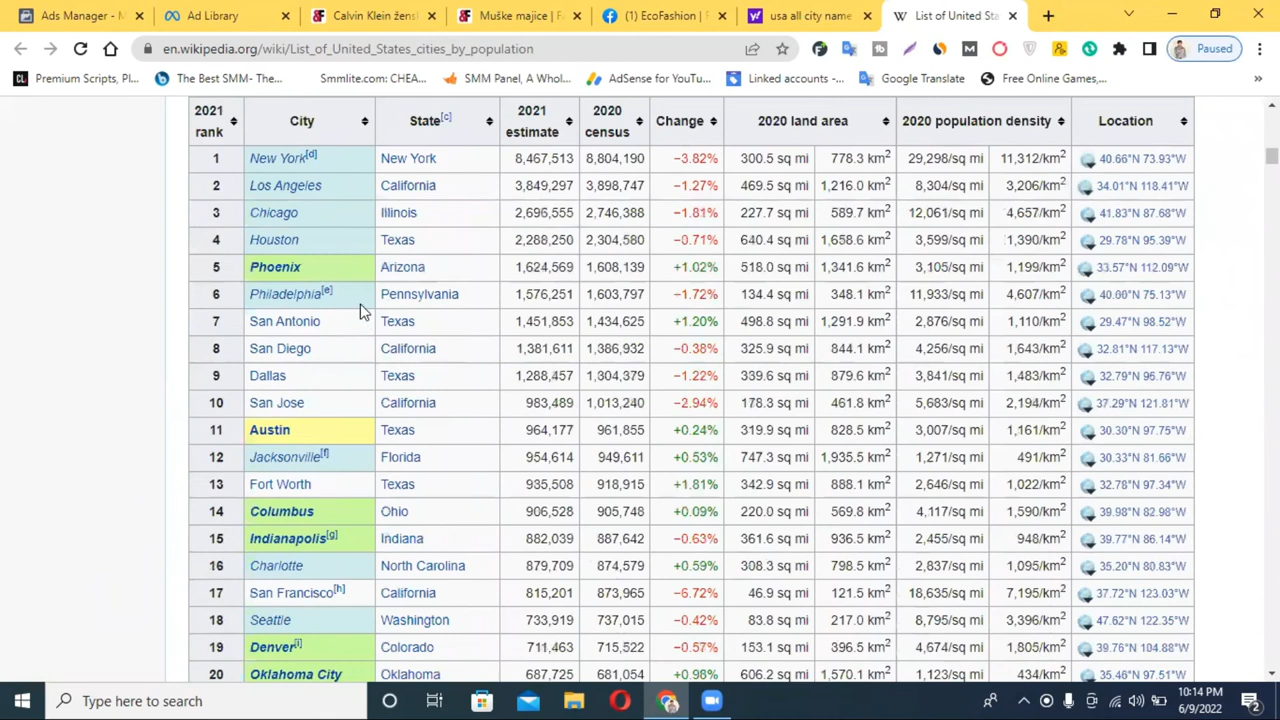 Ads Manager - M
Ad Library
Calvin Klein žensk
Muške majice | Fa
(1) EcoFashion | F
usa all city name
List of United Sta
en.wikipedia.org/wiki/List_of_United_States_cities_by_population
Paused
Premium Scripts, Pl...
The Best SMM- The...
Smmlite.com: CHEA...
SMM Panel, A Whol...
AdSense for YouTu...
Linked accounts -...
Google Translate
Free Online Games,...
2021 rank City State[c] 2021 estimate 2020 census Change 2020 land area 2020 population density Location
1 New York[d] New York 8,467,513 8,804,190 −3.82% 300.5 sq mi 778.3 km2 29,298/sq mi 11,312/km2 40.66°N 73.93°W
2 Los Angeles California 3,849,297 3,898,747 −1.27% 469.5 sq mi 1,216.0 km2 8,304/sq mi 3,206/km2 34.01°N 118.41°W
3 Chicago Illinois 2,696,555 2,746,388 −1.81% 227.7 sq mi 589.7 km2 12,061/sq mi 4,657/km2 41.83°N 87.68°W
4 Houston Texas 2,288,250 2,304,580 −0.71% 640.4 sq mi 1,658.6 km2 3,599/sq mi 1,390/km2 29.78°N 95.39°W
5 Phoenix Arizona 1,624,569 1,608,139 +1.02% 518.0 sq mi 1,341.6 km2 3,105/sq mi 1,199/km2 33.57°N 112.09°W
6 Philadelphia[e] Pennsylvania 1,576,251 1,603,797 −1.72% 134.4 sq mi 348.1 km2 11,933/sq mi 4,607/km2 40.00°N 75.13°W
7 San Antonio Texas 1,451,853 1,434,625 +1.20% 498.8 sq mi 1,291.9 km2 2,876/sq mi 1,110/km2 29.47°N 98.52°W
8 San Diego California 1,381,611 1,386,932 −0.38% 325.9 sq mi 844.1 km2 4,256/sq mi 1,643/km2 32.81°N 117.13°W
9 Dallas Texas 1,288,457 1,304,379 −1.22% 339.6 sq mi 879.6 km2 3,841/sq mi 1,483/km2 32.79°N 95.76°W
10 San Jose California 983,489 1,013,240 −2.94% 178.3 sq mi 461.8 km2 5,683/sq mi 2,194/km2 37.29°N 121.81°W
11 Austin Texas 964,177 961,855 +0.24% 319.9 sq mi 828.5 km2 3,007/sq mi 1,161/km2 30.30°N 97.75°W
12 Jacksonville[f] Florida 954,614 949,611 +0.53% 747.3 sq mi 1,935.5 km2 1,271/sq mi 491/km2 30.33°N 81.66°W
13 Fort Worth Texas 935,508 918,915 +1.81% 342.9 sq mi 888.1 km2 2,646/sq mi 1,022/km2 32.78°N 97.34°W
14 Columbus Ohio 906,528 905,748 +0.09% 220.0 sq mi 569.8 km2 4,117/sq mi 1,590/km2 39.98°N 82.98°W
15 Indianapolis[g] Indiana 882,039 887,642 −0.63% 361.6 sq mi 936.5 km2 2,455/sq mi 948/km2 39.77°N 86.14°W
16 Charlotte North Carolina 879,709 874,579 +0.59% 308.3 sq mi 798.5 km2 2,837/sq mi 1,095/km2 35.20°N 80.83°W
17 San Francisco[h] California 815,201 873,965 −6.72% 46.9 sq mi 121.5 km2 18,635/sq mi 7,195/km2 37.72°N 123.03°W
18 Seattle Washington 733,919 737,015 −0.42% 83.8 sq mi 217.0 km2 8,795/sq mi 3,396/km2 47.62°N 122.35°W
19 Denver[i] Colorado 711,463 715,522 −0.57% 153.1 sq mi 396.5 km2 4,674/sq mi 1,805/km2 39.76°N 104.88°W
20 Oklahoma City Oklahoma 687,725 681,054 +0.98% 606.2 sq mi 1,570.1 km2 1,123/sq mi 434/km2 35.46°N 97.51°W
Type here to search
10:14 PM
6/9/2022
2